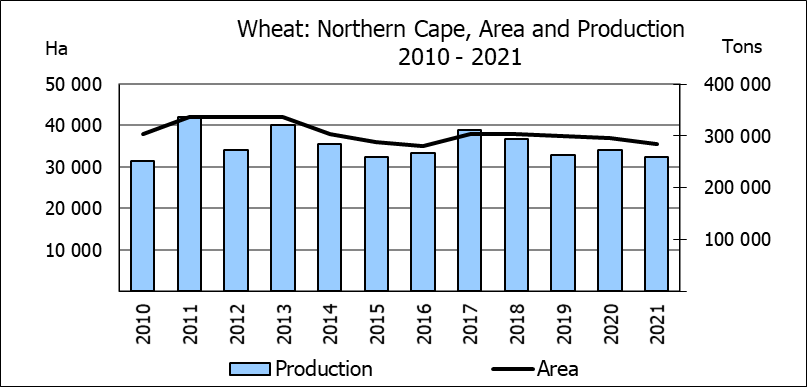 Wheat: Northern Cape, Area and Production
2010 - 2021
Ha
Tons
50 000
40 000
30 000
20 000
10 000
400 000
300 000
200 000
100 000
2010 2011 2012 2013 2014 2015 2016 2017 2018 2019 2020 2021
Production Area